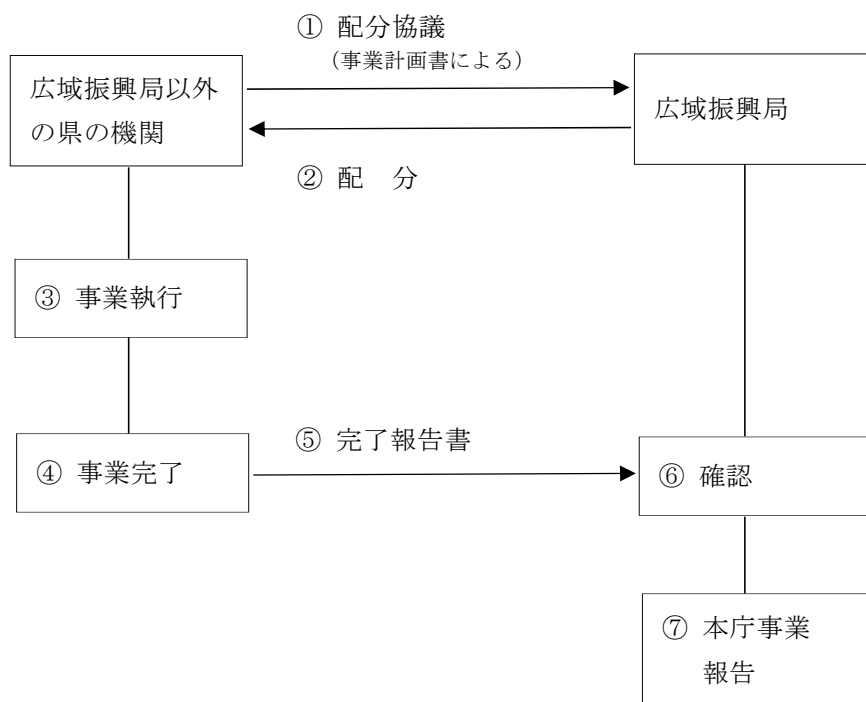 ① 配分協議
（事業計画書による）
広域振興局以外
の県の機関
広域振興局
② 配　分
③ 事業執行
④ 事業完了
⑤ 完了報告書
⑥ 確認
⑦ 本庁事業
報告